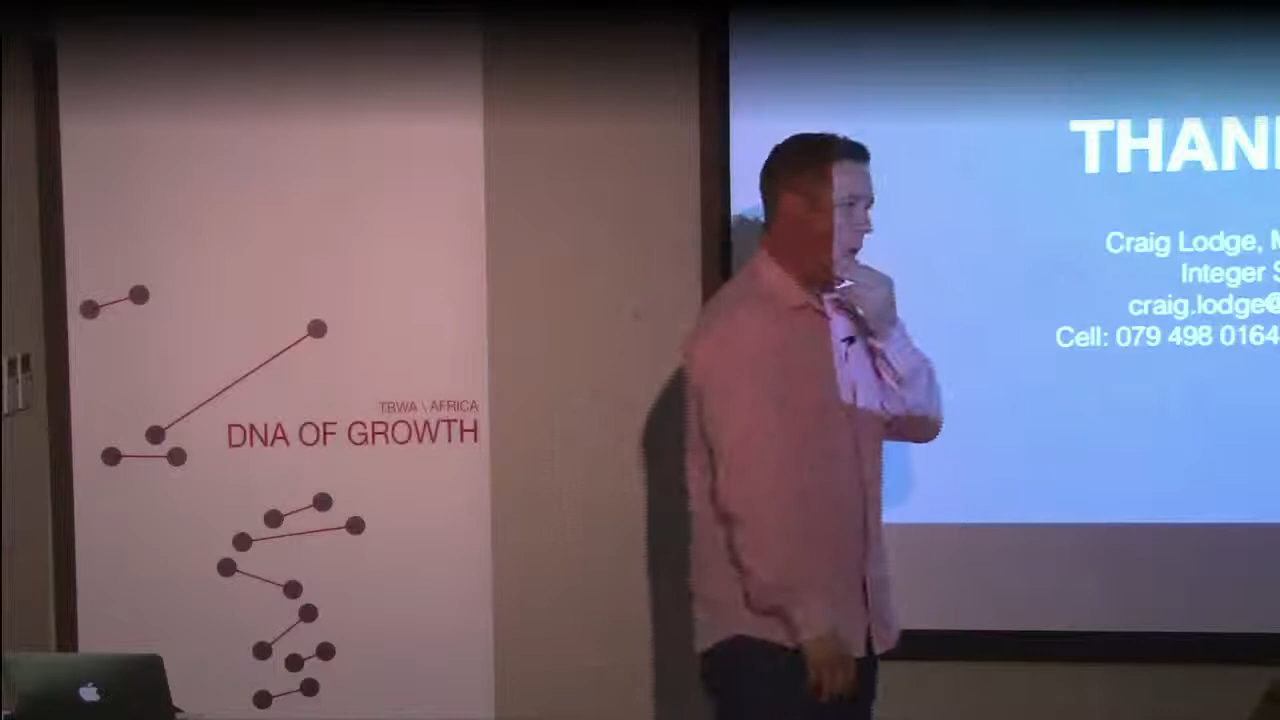 TBWA \ AFRICA
DNA OF GROWTH
THAN
Craig Lodge, M
Integer S
craig.lodge@
Cell: 079 498 0164